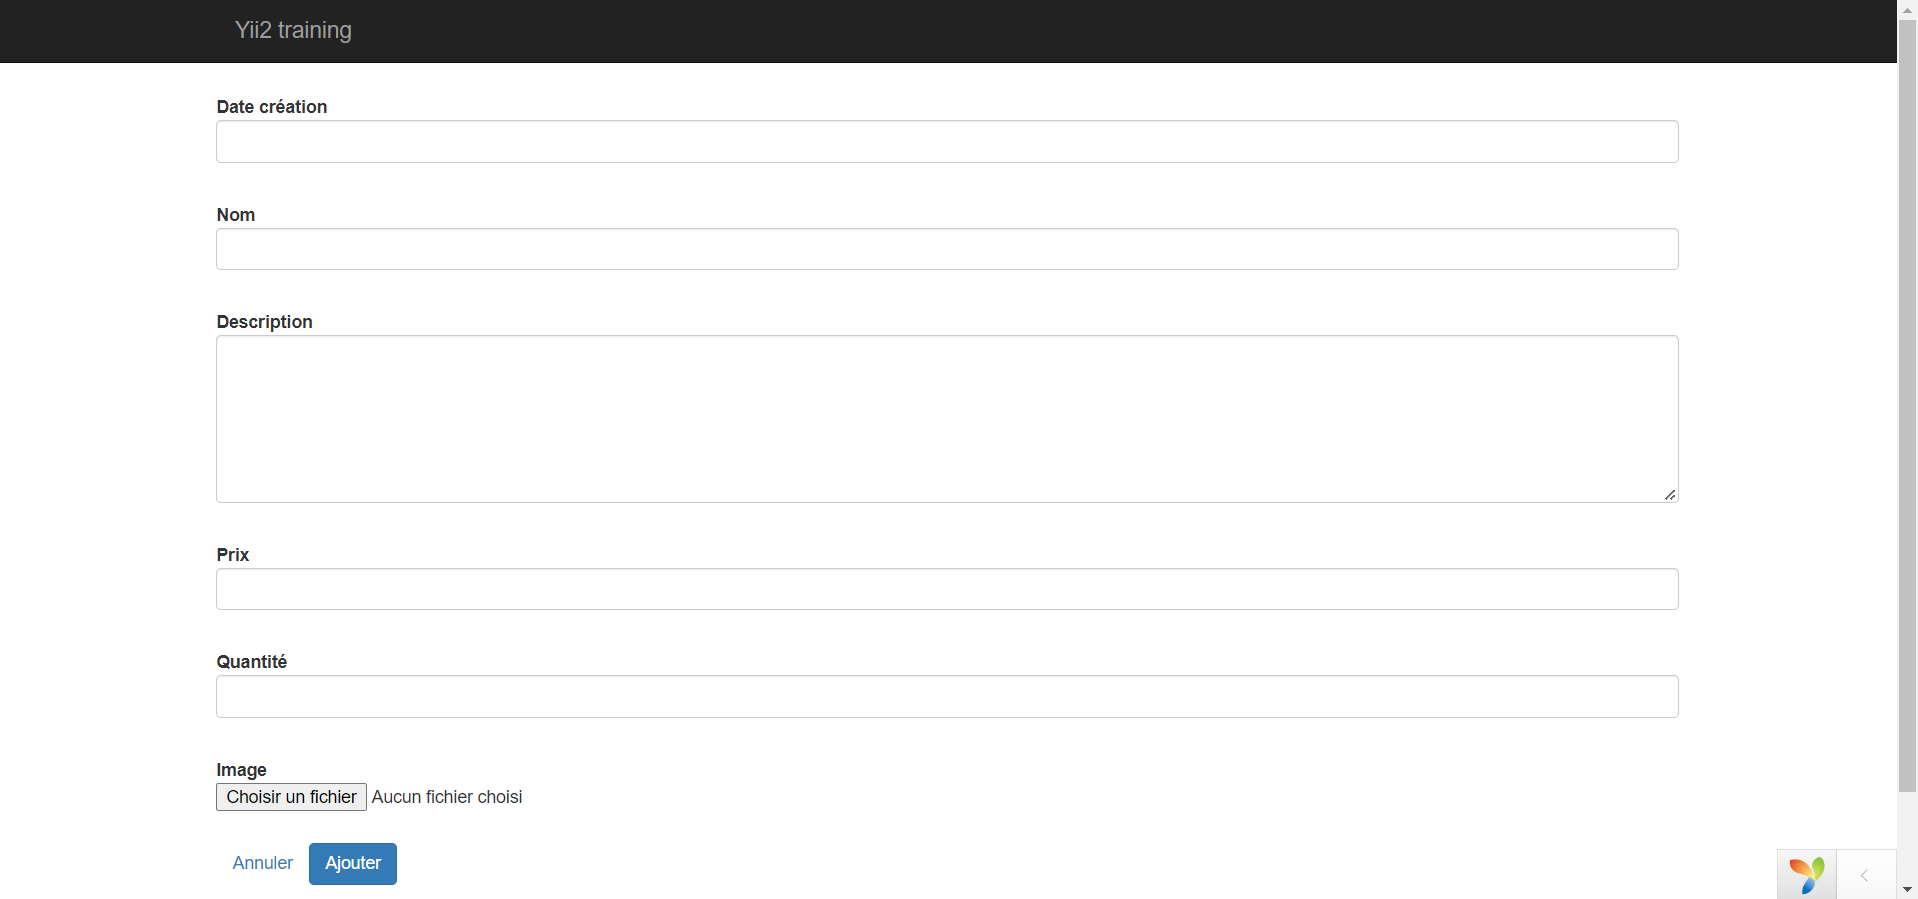 Yii2 training
Date création
Nom
Description
Prix
Quantité
Image
Choisir un fichier Aucun fichier choisi
Annuler Ajouter